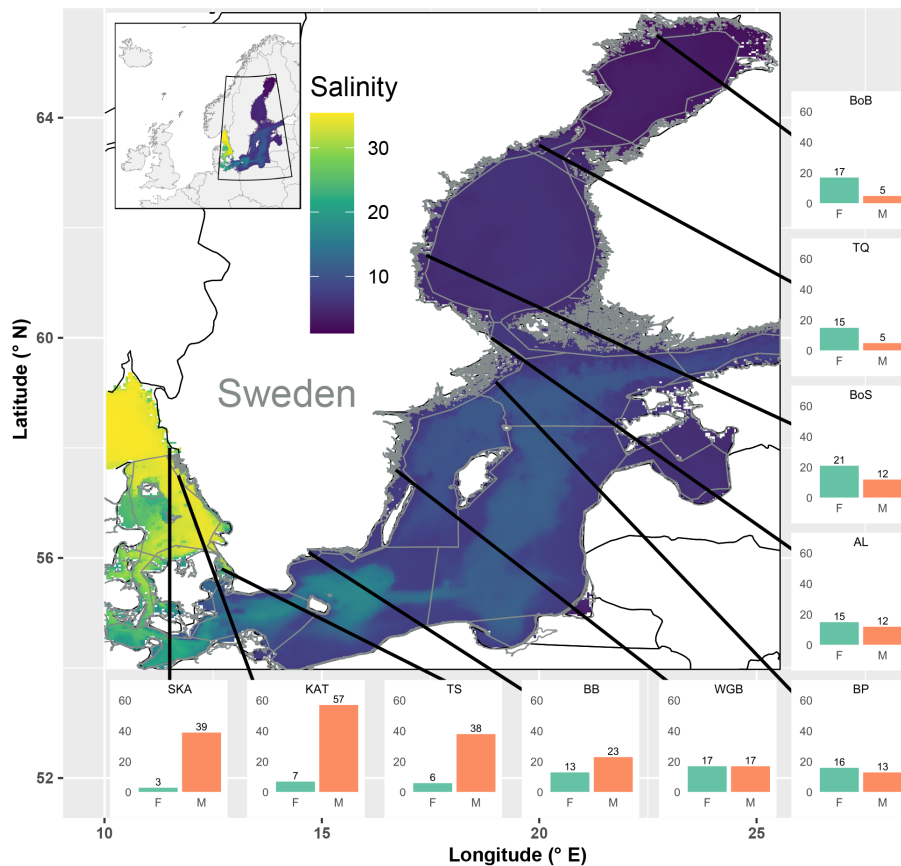 Salinity
30
20
10
Sweden
64
60
56
52
Latitude (° N)
10
15
20
25
Longitude (° E)
BoB
60
40
20
0
17
5
F
M
TQ
60
40
20
0
15
5
F
M
BoS
60
40
20
0
21
12
F
M
AL
60
40
20
0
15
12
F
M
BP
60
40
20
0
16
13
F
M
SKA
60
40
20
0
3
39
F
M
KAT
60
40
20
0
7
57
F
M
TS
60
40
20
0
6
38
F
M
BB
60
40
20
0
13
23
F
M
WGB
60
40
20
0
17
17
F
M